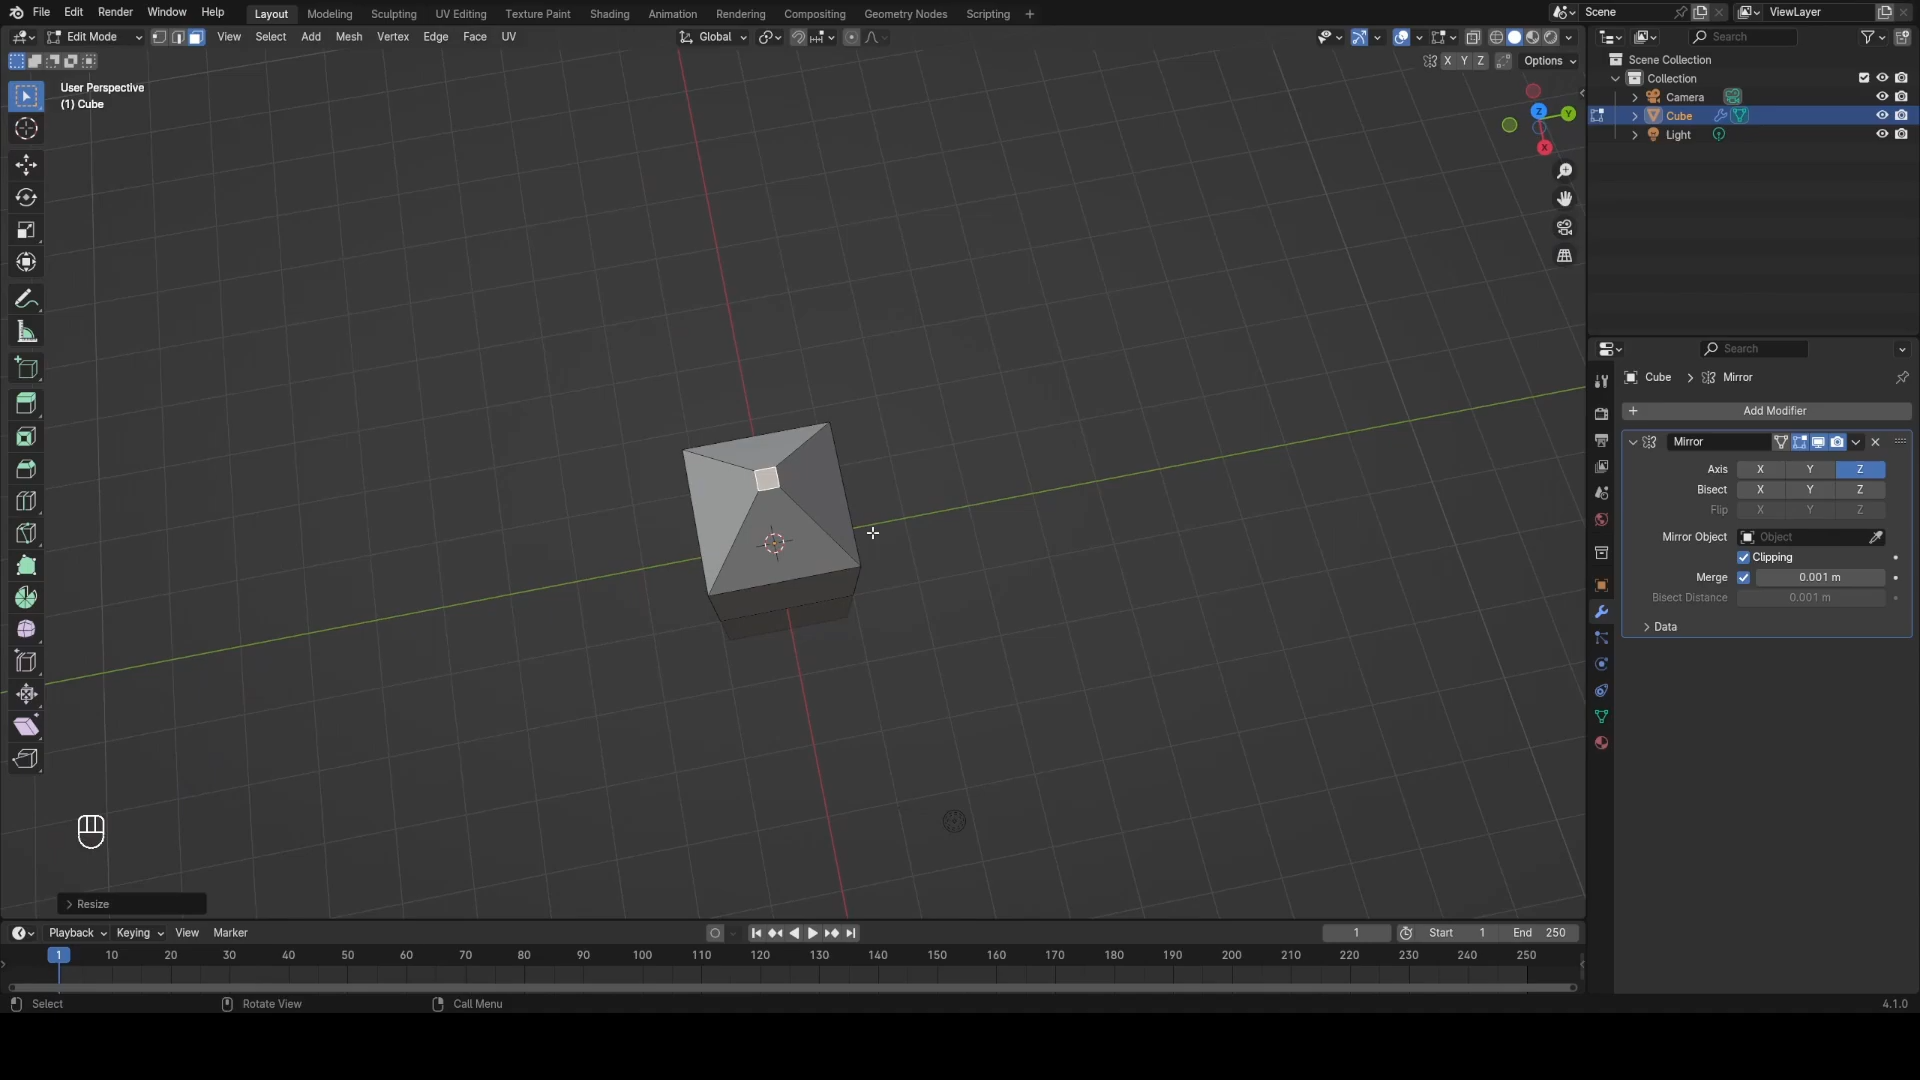 File Edit Render Window Help Layout Modeling Sculpting UV Editing Texture Paint Shading Animation Rendering Compositing Geometry Nodes Scripting + Scene ViewLayer
Edit Mode View Select Add Mesh Vertex Edge Face UV Global Search
X Y Z Options
User Perspective
(1) Cube
Scene Collection
Collection
Camera
Cube
Light
Z Y X
Search
Cube > Mirror
+ Add Modifier
Mirror
Axis X Y Z
Bisect X Y Z
Flip X Y Z
Mirror Object Object
Clipping
Merge 0.001 m
Bisect Distance 0.001 m
> Data
> Resize
Playback Keying View Marker 1 Start 1 End 250
1 10 20 30 40 50 60 70 80 90 100 110 120 130 140 150 160 170 180 190 200 210 220 230 240 250
Select Rotate View Call Menu 4.1.0